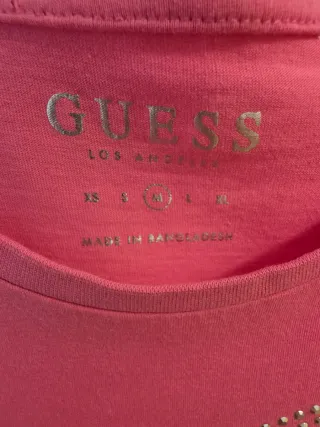 GUESS
LOS ANGELES
XS S M L XL
MADE IN BANGLADESH